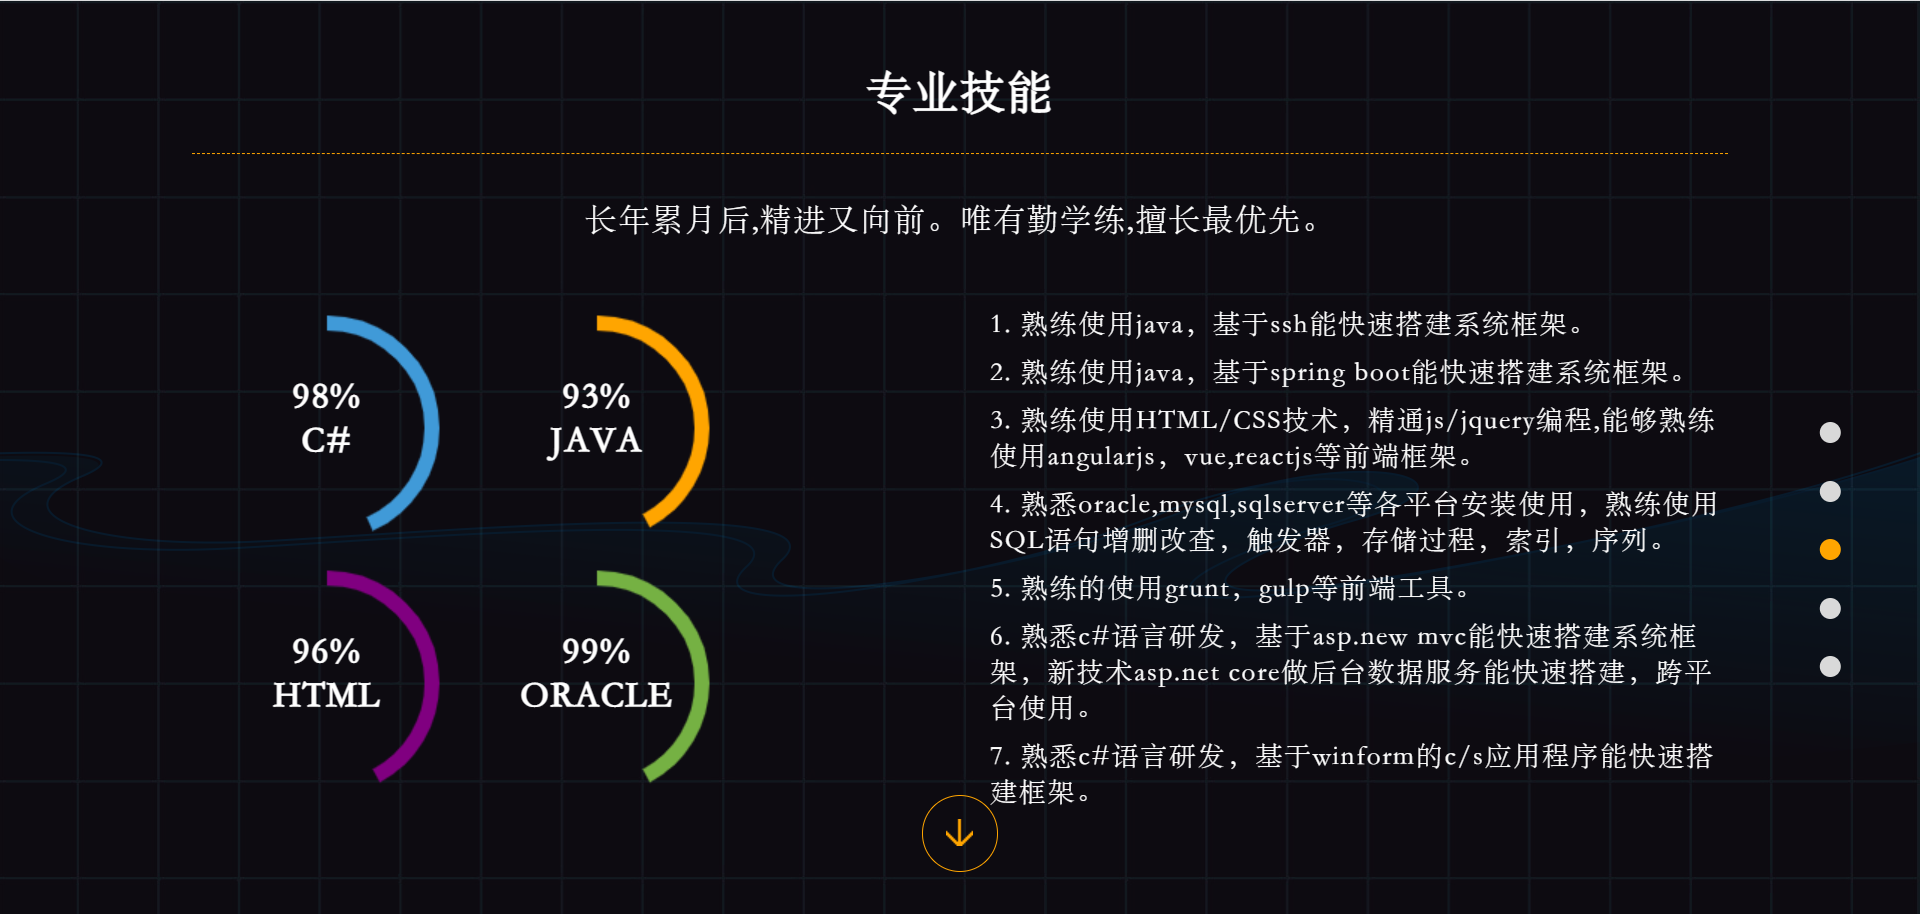 专业技能
长年累月后,精进又向前。唯有勤学练,擅长最优先。
98%
C#
93%
JAVA
96%
HTML
99%
ORACLE
1. 熟练使用java，基于ssh能快速搭建系统框架。
2. 熟练使用java，基于spring boot能快速搭建系统框架。
3. 熟练使用HTML/CSS技术，精通js/jquery编程,能够熟练
使用angularjs，vue,reactjs等前端框架。
4. 熟悉oracle,mysql,sqlserver等各平台安装使用，熟练使用
SQL语句增删改查，触发器，存储过程，索引，序列。
5. 熟练的使用grunt，gulp等前端工具。
6. 熟悉c#语言研发，基于asp.new mvc能快速搭建系统框
架，新技术asp.net core做后台数据服务能快速搭建，跨平
台使用。
7. 熟悉c#语言研发，基于winform的c/s应用程序能快速搭
建框架。